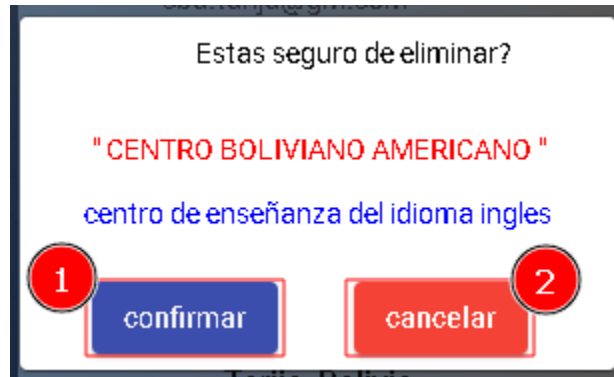 Estas seguro de eliminar?
" CENTRO BOLIVIANO AMERICANO "
centro de enseñanza del idioma ingles
1
2
confirmar
cancelar